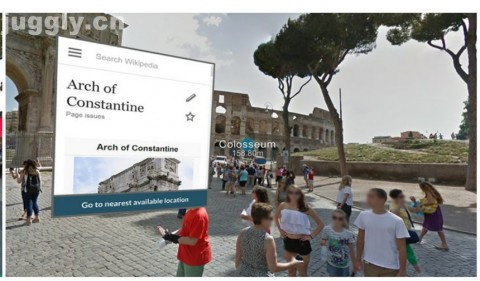 juggly.cn
Search Wikipedia
Arch of
Constantine
Page issues
Arch of Constantine
Go to nearest available location
Colosseum
158.80m